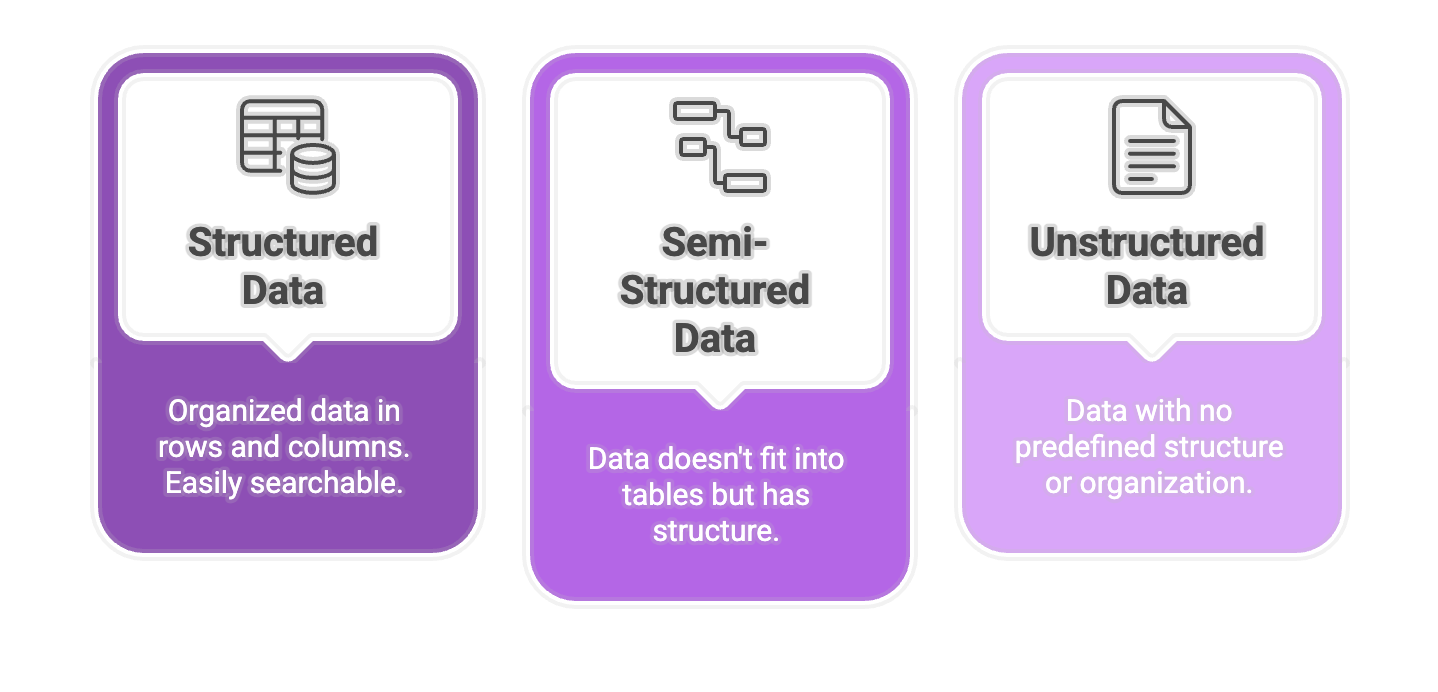 Structured
Data
Organized data in
rows and columns.
Easily searchable.
Semi-
Structured
Data
Data doesn't fit into
tables but has
structure.
Unstructured
Data
Data with no
predefined structure
or organization.